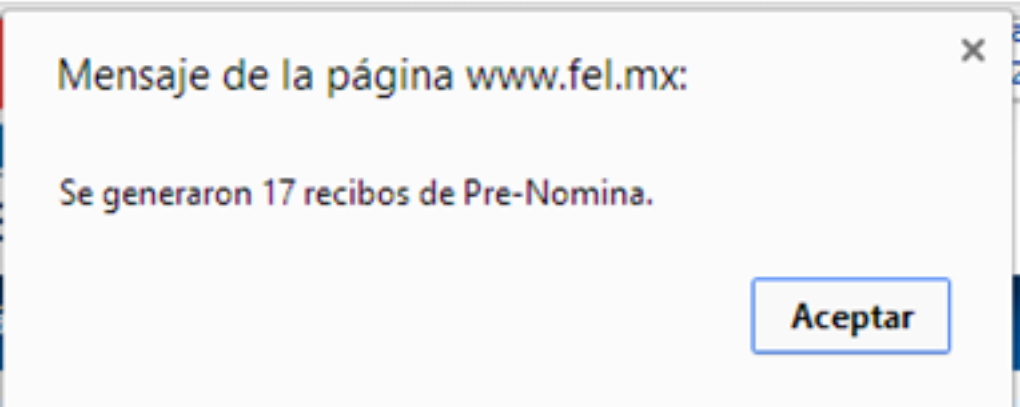 Mensaje de la página www.fel.mx:
Se generaron 17 recibos de Pre-Nomina.
Aceptar